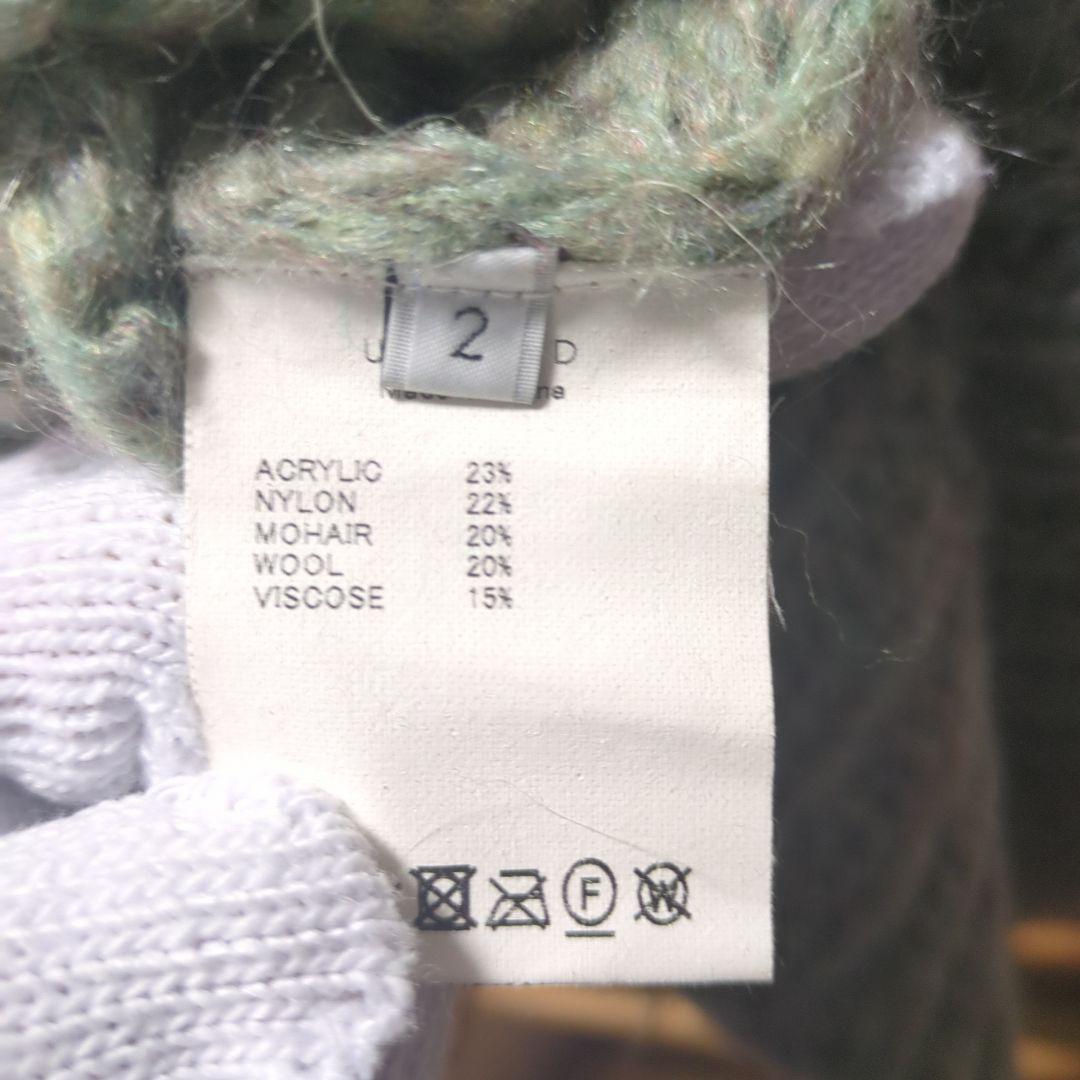 2
ACRYLIC 23%
NYLON 22%
MOHAIR 20%
WOOL 20%
VISCOSE 15%
F
W